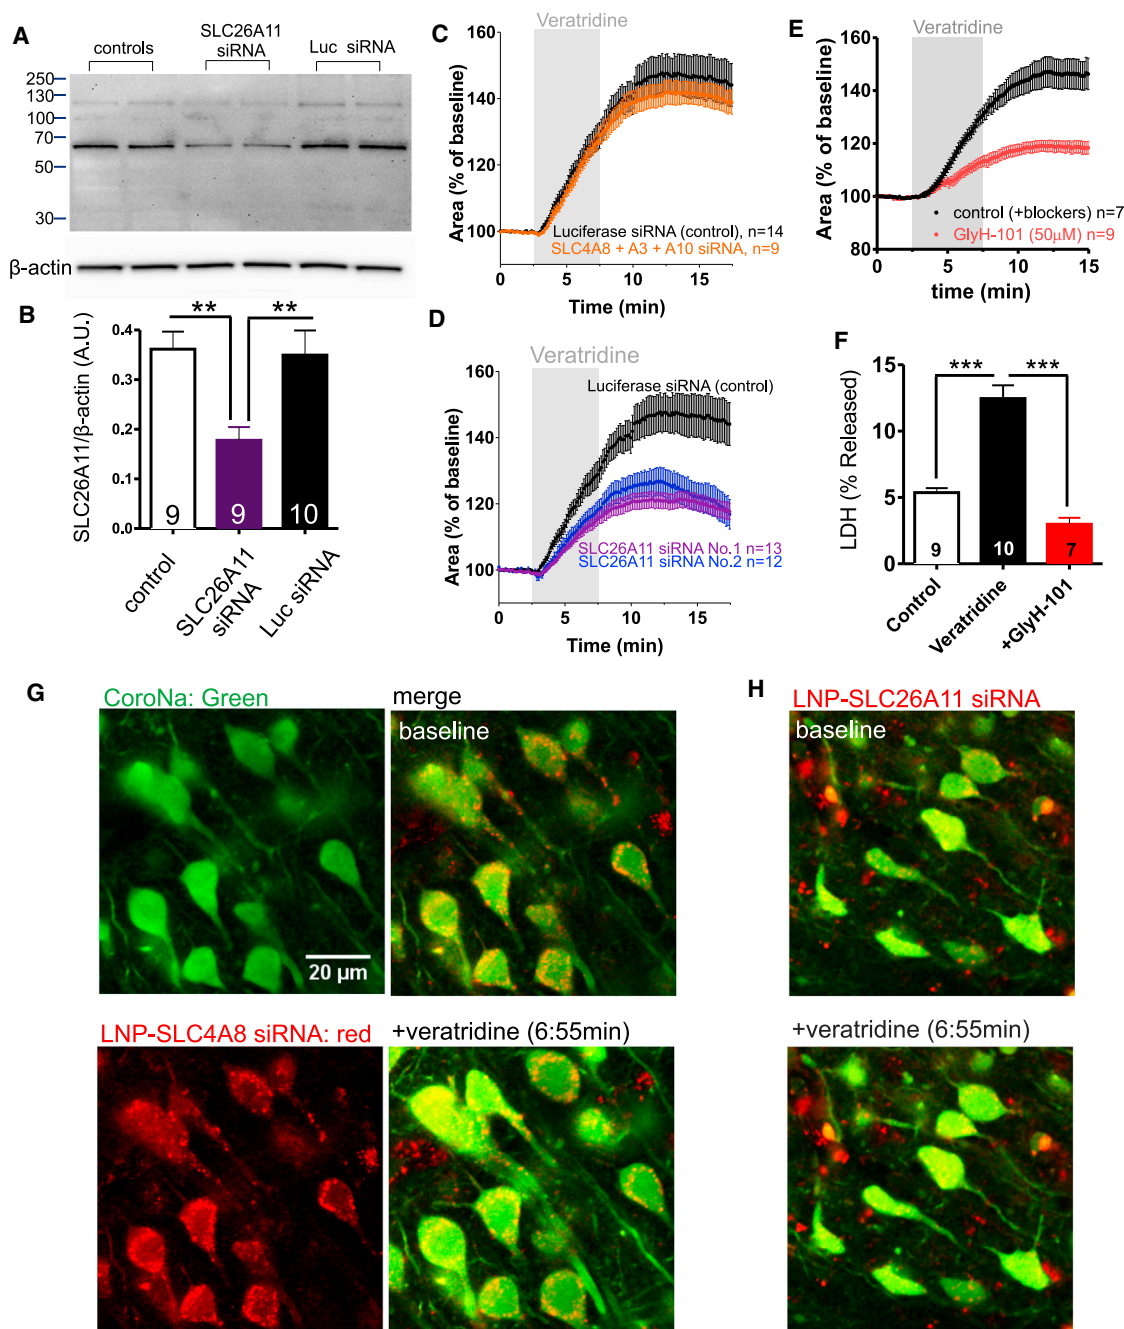 A
controls
SLC26A11
siRNA
Luc siRNA
250
130
100
70
50
30
β-actin
B
SLC26A11/β-actin (A.U.)
0.4
0.3
0.2
0.1
0.0
**
**
9
9
10
control
SLC26A11
siRNA
Luc siRNA
C
Veratridine
Area (% of baseline)
160
140
120
100
Luciferase siRNA (control), n=14
SLC4A8 + A3 + A10 siRNA, n=9
0
5
10
15
Time (min)
D
Veratridine
Area (% of baseline)
160
140
120
100
Luciferase siRNA (control)
SLC26A11 siRNA No.1 n=13
SLC26A11 siRNA No.2 n=12
0
5
10
15
Time (min)
E
Veratridine
Area (% of baseline)
160
140
120
100
80
control (+blockers) n=7
GlyH-101 (50μM) n=9
0
5
10
15
time (min)
F
LDH (% Released)
15
10
5
0
***
***
9
10
7
Control
Veratridine
+GlyH-101
G
CoroNa: Green
20 μm
merge
baseline
LNP-SLC4A8 siRNA: red
+veratridine (6:55min)
H
LNP-SLC26A11 siRNA
baseline
+veratridine (6:55min)